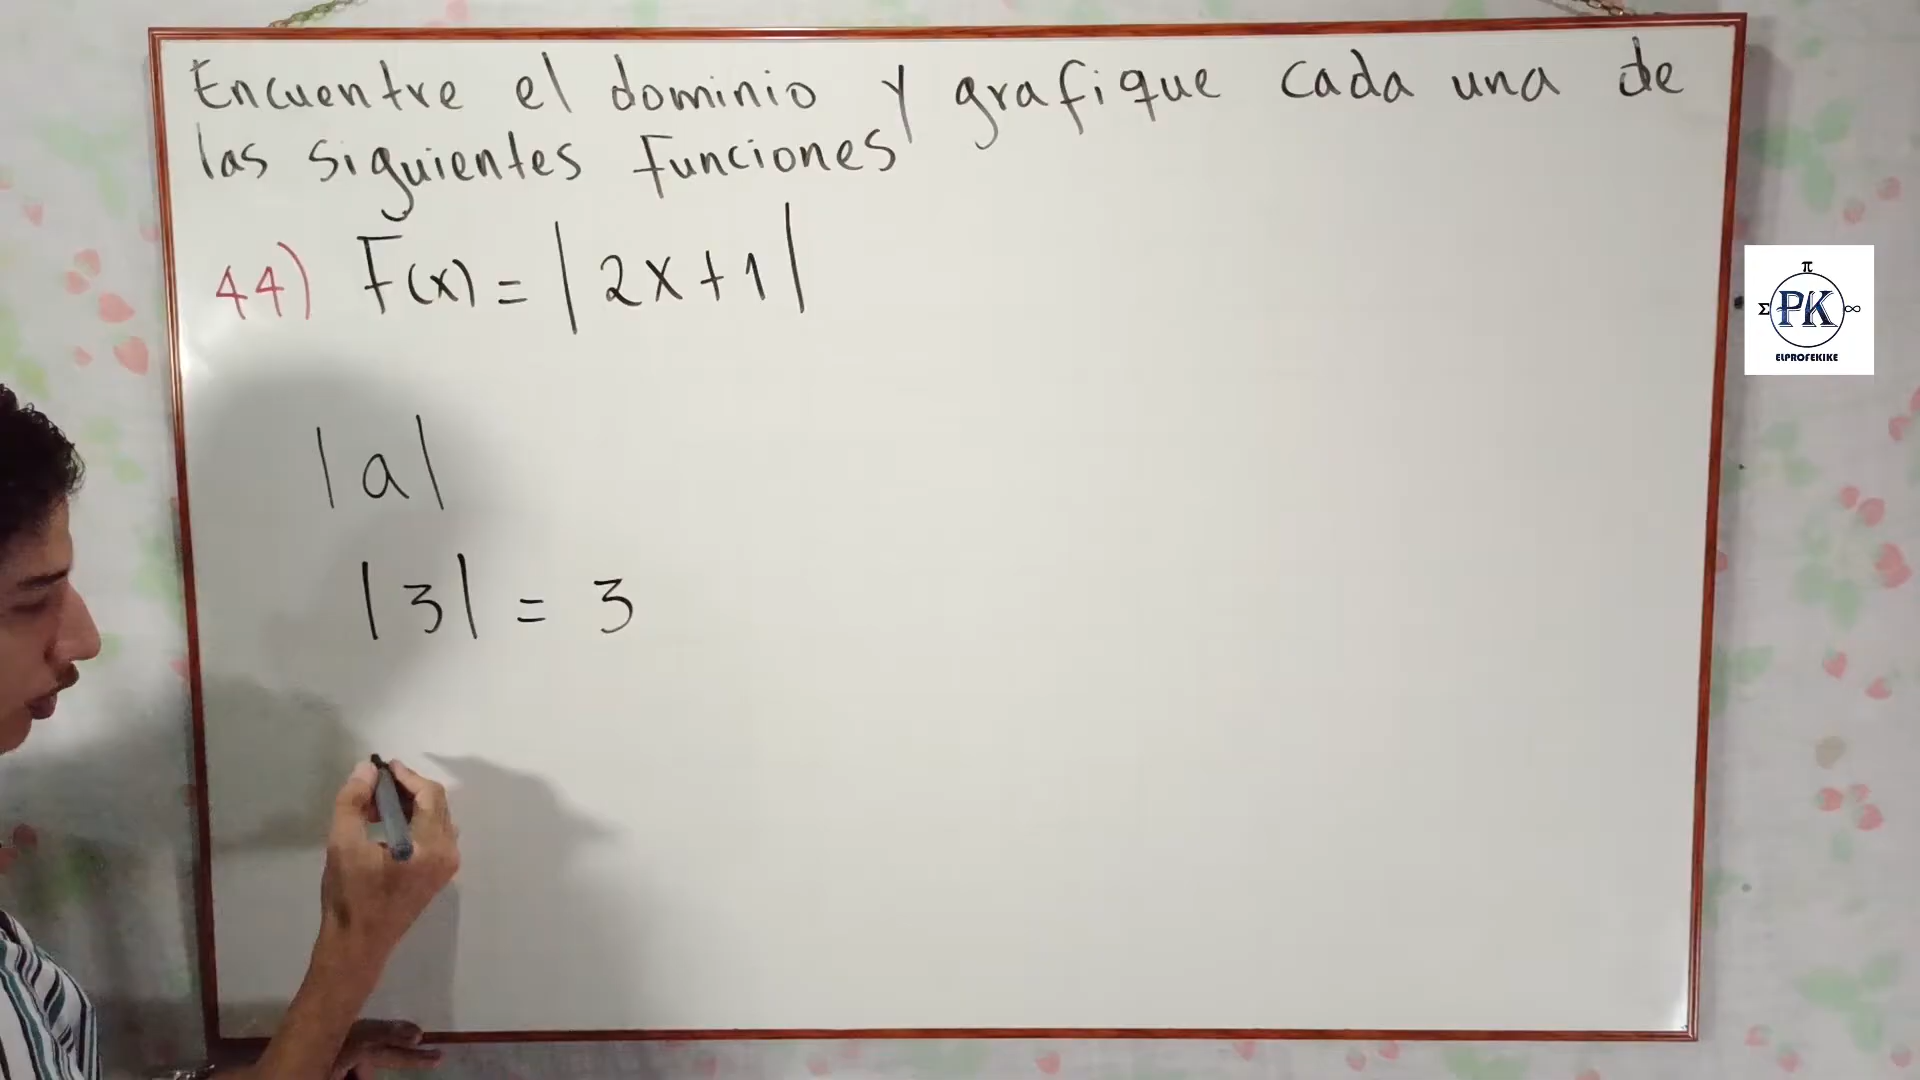 Encuentre el dominio y grafique cada una de
las siguientes funciones
44) F(x) = |2x+1|
|a|
|3| = 3
π
Σ PK ∞
ELPROFEKIKE